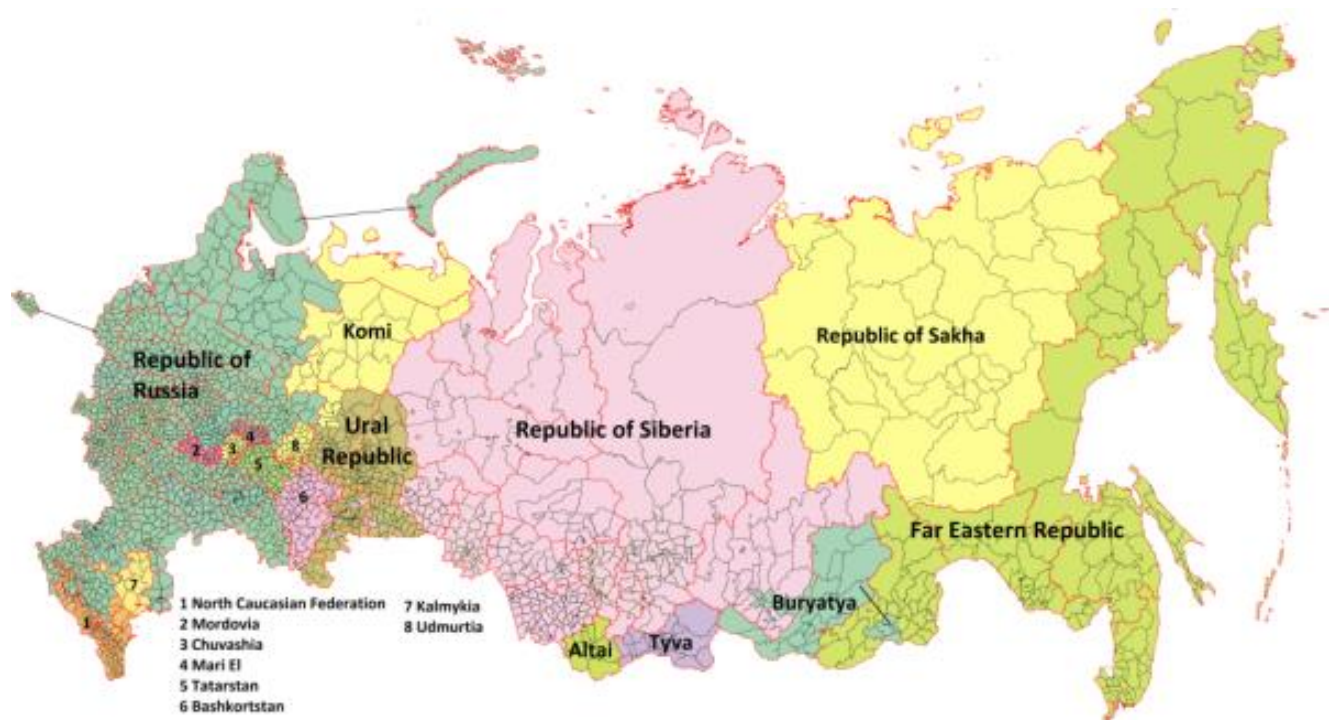 Komi
Republic of
Russia
Republic of Sakha
Ural
Republic
Republic of Siberia
Far Eastern Republic
Buryatya
Altai
Tyva
2
3
4
5
8
6
7
1
1 North Caucasian Federation
2 Mordovia
3 Chuvashia
4 Mari El
5 Tatarstan
6 Bashkortstan
7 Kalmykia
8 Udmurtia